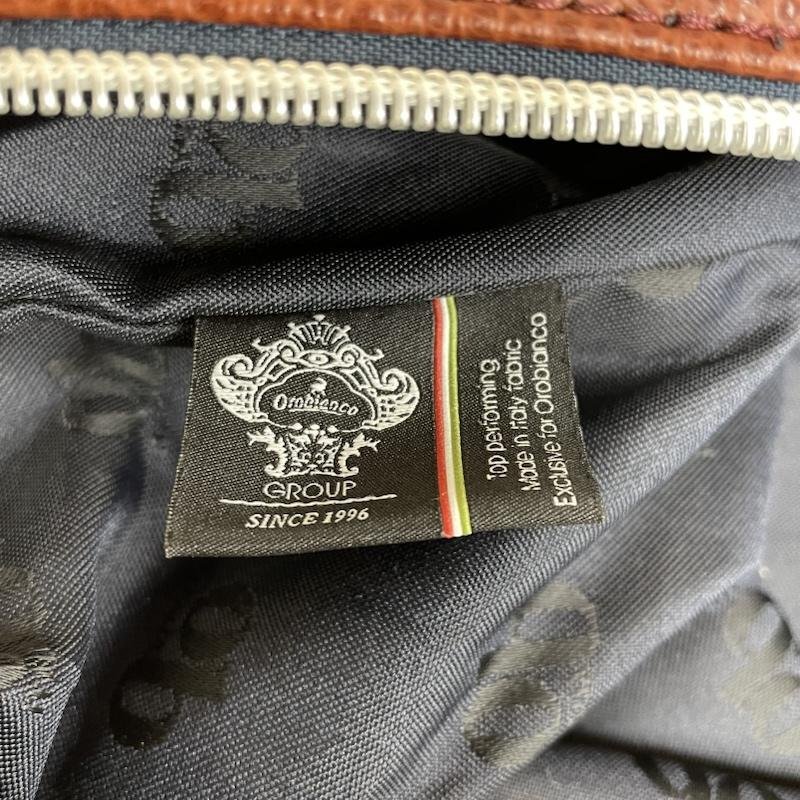 Orobianco
GROUP
SINCE 1996
Top performing
Made in Italy fabric
Exclusive for Orobianco